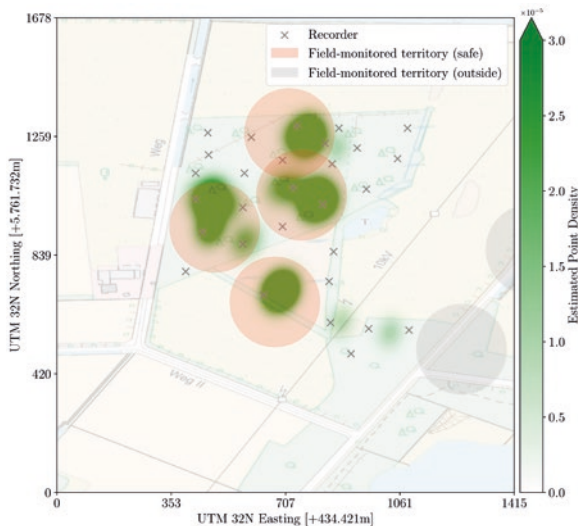 1678
1259
839
420
0
UTM 32N Northing [+5.761.732m]
Recorder
Field-monitored territory (safe)
Field-monitored territory (outside)
Weg
10kV
Weg II
T
0
353
707
1061
1415
UTM 32N Easting [+434.421m]
×10⁻⁵
3.0
2.5
2.0
1.5
1.0
0.5
0.0
Estimated Point Density